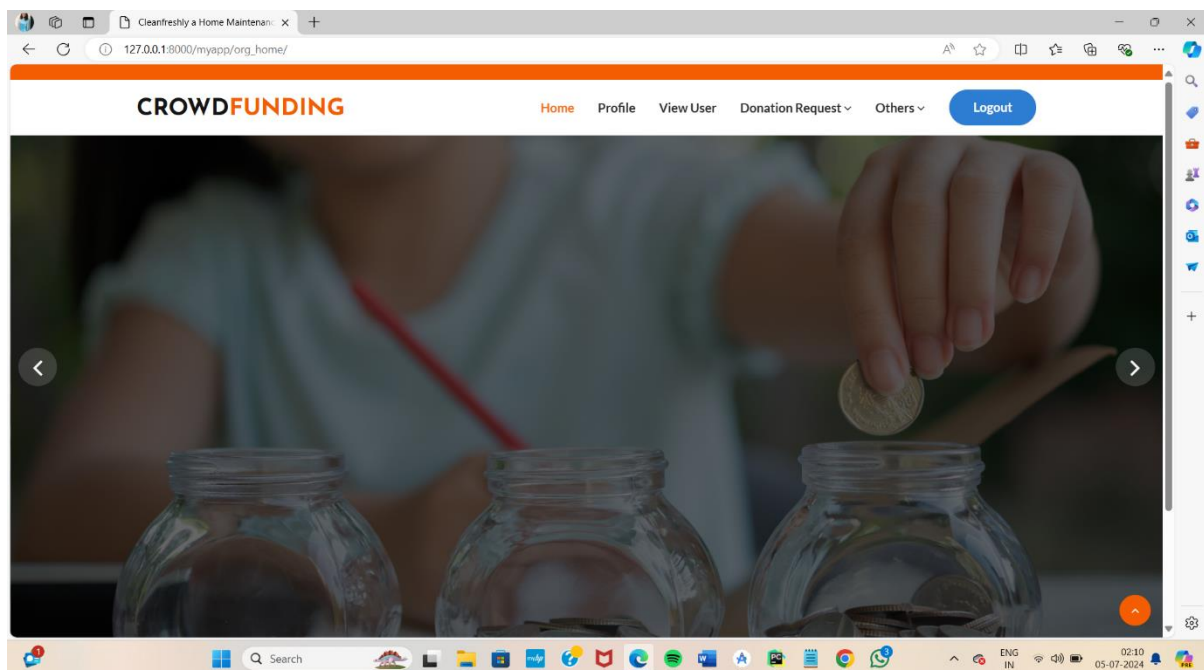 Cleanfreshly a Home Maintenanc
127.0.0.1:8000/myapp/org_home/
CROWDFUNDING
Home Profile View User Donation Request Others Logout
Search
ENG
IN
02:10
05-07-2024